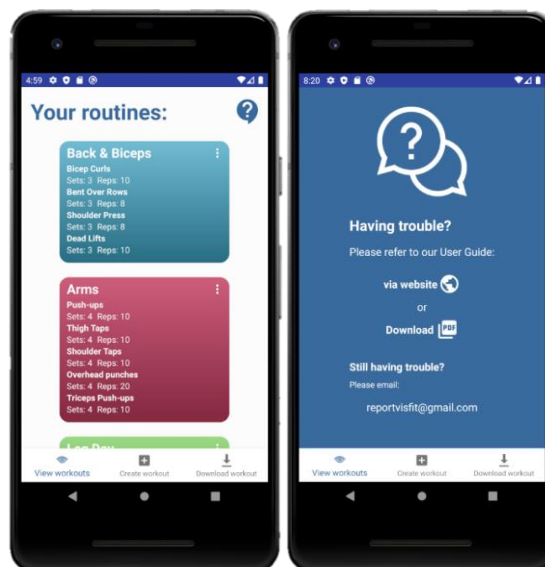 4:59
Your routines:
?
Back & Biceps
Bicep Curls
Sets: 3 Reps: 10
Bent Over Rows
Sets: 3 Reps: 8
Shoulder Press
Sets: 3 Reps: 8
Dead Lifts
Sets: 3 Reps: 10
Arms
Push-ups
Sets: 4 Reps: 10
Thigh Taps
Sets: 4 Reps: 10
Shoulder Taps
Sets: 4 Reps: 10
Overhead punches
Sets: 4 Reps: 20
Triceps Push-ups
Sets: 4 Reps: 10
Leg Day
View workouts
Create workout
Download workout
8:20
?
Having trouble?
Please refer to our User Guide:
via website
or
Download PDF
Still having trouble?
Please email:
reportvisfit@gmail.com
View workouts
Create workout
Download workout